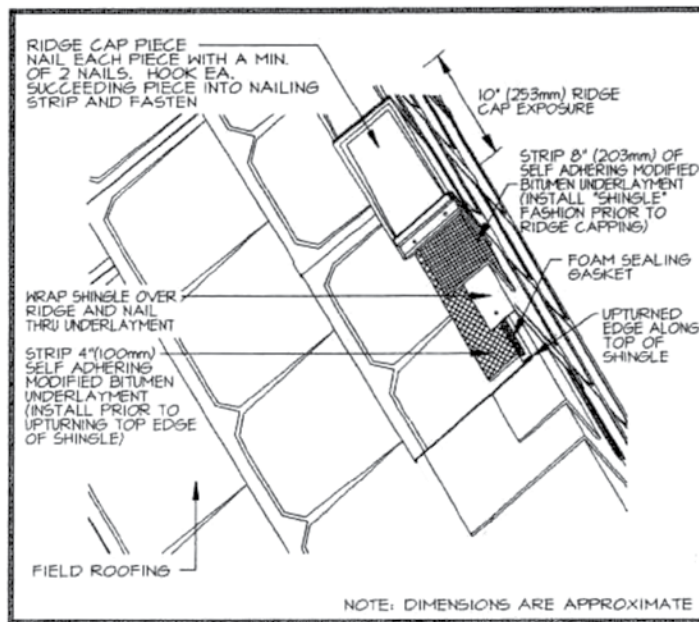 RIDGE CAP PIECE
NAIL EACH PIECE WITH A MIN.
OF 2 NAILS. HOOK EA.
SUCCEEDING PIECE INTO NAILING
STRIP AND FASTEN
10" (253mm) RIDGE
CAP EXPOSURE
STRIP 8" (203mm) OF
SELF ADHERING MODIFIED
BITUMEN UNDERLAYMENT
(INSTALL "SHINGLE"
FASHION PRIOR TO
RIDGE CAPPING)
FOAM SEALING
GASKET
WRAP SHINGLE OVER
RIDGE AND NAIL
THRU UNDERLAYMENT
UPTURNED
EDGE ALONG
TOP OF
SHINGLE
STRIP 4"(100mm)
SELF ADHERING
MODIFIED BITUMEN
UNDERLAYMENT
(INSTALL PRIOR TO
UPTURNING TOP EDGE
OF SHINGLE)
FIELD ROOFING
NOTE: DIMENSIONS ARE APPROXIMATE